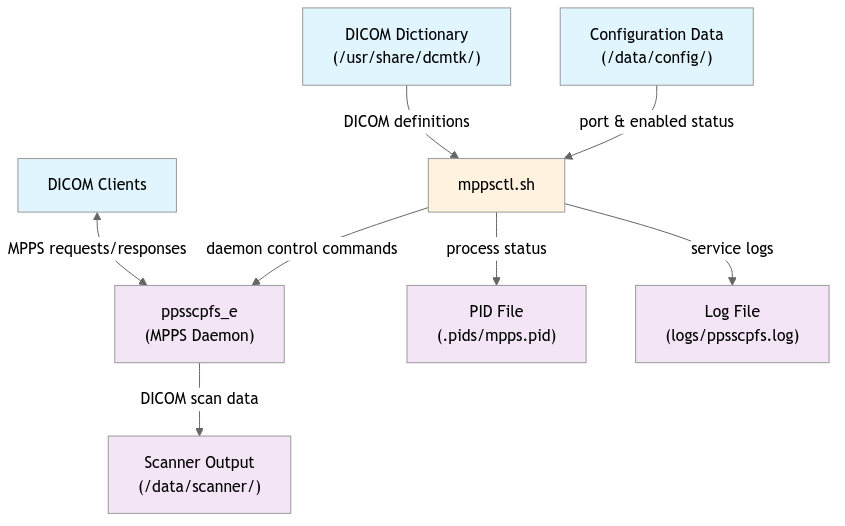 DICOM Dictionary
(/usr/share/dcmtk/)
Configuration Data
(/data/config/)
DICOM definitions
port & enabled status
DICOM Clients
mppsctl.sh
MPPS requests/responses
daemon control commands
process status
service logs
ppsscpfs_e
(MPPS Daemon)
PID File
(.pids/mpps.pid)
Log File
(logs/ppsscpfs.log)
DICOM scan data
Scanner Output
(/data/scanner/)